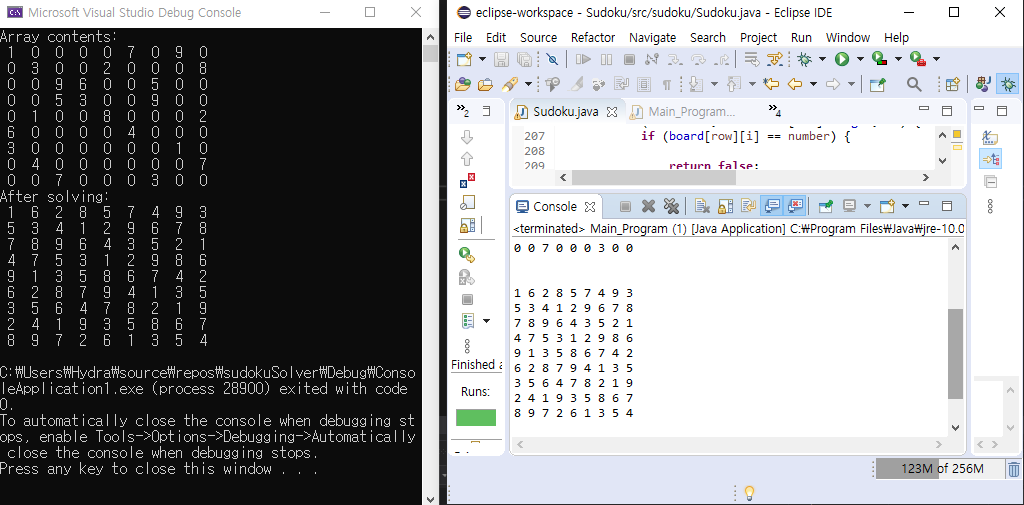 Microsoft Visual Studio Debug Console
Array contents:
1 0 0 0 0 7 0 9 0
0 3 0 0 2 0 0 0 8
0 0 9 6 0 0 5 0 0
0 0 5 3 0 0 9 0 0
0 1 0 0 8 0 0 0 2
6 0 0 0 0 4 0 0 0
3 0 0 0 0 0 0 1 0
0 4 0 0 0 0 0 0 7
0 0 7 0 0 0 3 0 0
After solving:
1 6 2 8 5 7 4 9 3
5 3 4 1 2 9 6 7 8
7 8 9 6 4 3 5 2 1
4 7 5 3 1 2 9 8 6
9 1 3 5 8 6 7 4 2
6 2 8 7 9 4 1 3 5
3 5 6 4 7 8 2 1 9
2 4 1 9 3 5 8 6 7
8 9 7 2 6 1 3 5 4
C:₩Users₩Hydra₩source₩repos₩sudokuSolver₩Debug₩Conso
leApplication1.exe (process 28900) exited with code
0.
To automatically close the console when debugging st
ops, enable Tools->Options->Debugging->Automatically
close the console when debugging stops.
Press any key to close this window . . .
eclipse-workspace - Sudoku/src/sudoku/Sudoku.java - Eclipse IDE
File Edit Source Refactor Navigate Search Project Run Window Help
2
Sudoku.java
Main_Program...
4
207 if (board[row][i] == number) {
208
209 return false;
Console
<terminated> Main_Program (1) [Java Application] C:₩Program Files₩Java₩jre-10.0
0 0 7 0 0 0 3 0 0
1 6 2 8 5 7 4 9 3
5 3 4 1 2 9 6 7 8
7 8 9 6 4 3 5 2 1
4 7 5 3 1 2 9 8 6
9 1 3 5 8 6 7 4 2
6 2 8 7 9 4 1 3 5
3 5 6 4 7 8 2 1 9
2 4 1 9 3 5 8 6 7
8 9 7 2 6 1 3 5 4
Finished a
Runs:
123M of 256M